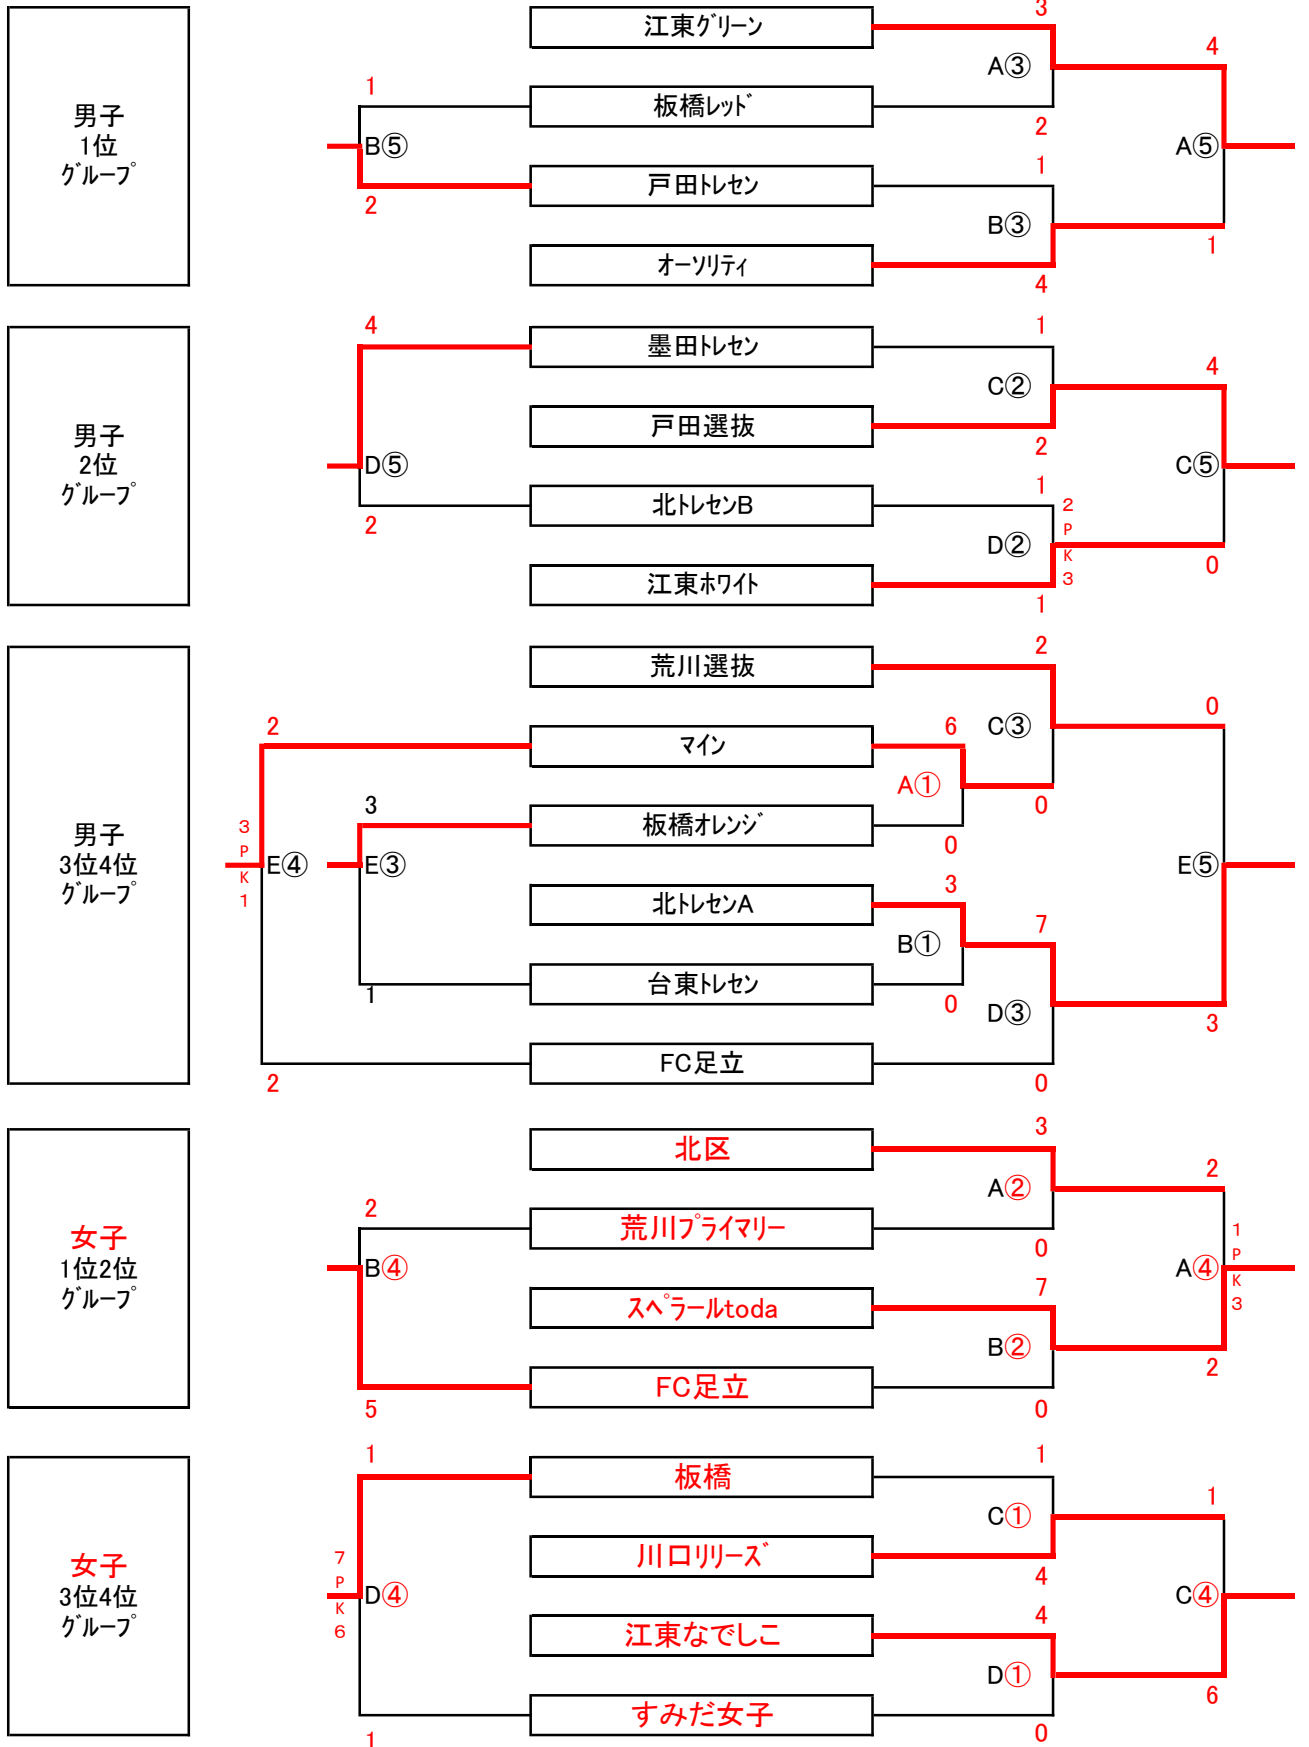 男子
1位
ｸﾞﾙｰﾌﾟ
江東ｸﾞﾘｰﾝ
3
A③
4
1
板橋ﾚｯﾄﾞ
2
B⑤
A⑤
戸田ﾄﾚｾﾝ
1
2
B③
オーソリティ
4
1
男子
2位
ｸﾞﾙｰﾌﾟ
4
墨田ﾄﾚｾﾝ
1
C②
4
戸田選抜
2
D⑤
C⑤
北ﾄﾚｾﾝB
1
2
D②
2
P
K
3
江東ﾎﾜｲﾄ
1
0
男子
3位4位
ｸﾞﾙｰﾌﾟ
荒川選抜
2
0
2
マイン
6
C③
A①
0
3
板橋ｵﾚﾝｼﾞ
0
3
P
K
1
E④
E③
E⑤
北ﾄﾚｾﾝA
3
7
B①
台東ﾄﾚｾﾝ
1
0
D③
3
FC足立
2
0
女子
1位2位
ｸﾞﾙｰﾌﾟ
北区
3
A②
2
2
荒川ﾌﾟﾗｲﾏﾘｰ
0
B④
A④
1
P
K
3
ｽﾍﾟﾗｰﾙtoda
7
B②
2
FC足立
5
0
女子
3位4位
ｸﾞﾙｰﾌﾟ
1
板橋
1
C①
1
川口ﾘﾘｰｽﾞ
4
7
P
K
6
D④
C④
江東なでしこ
4
D①
6
すみだ女子
1
0